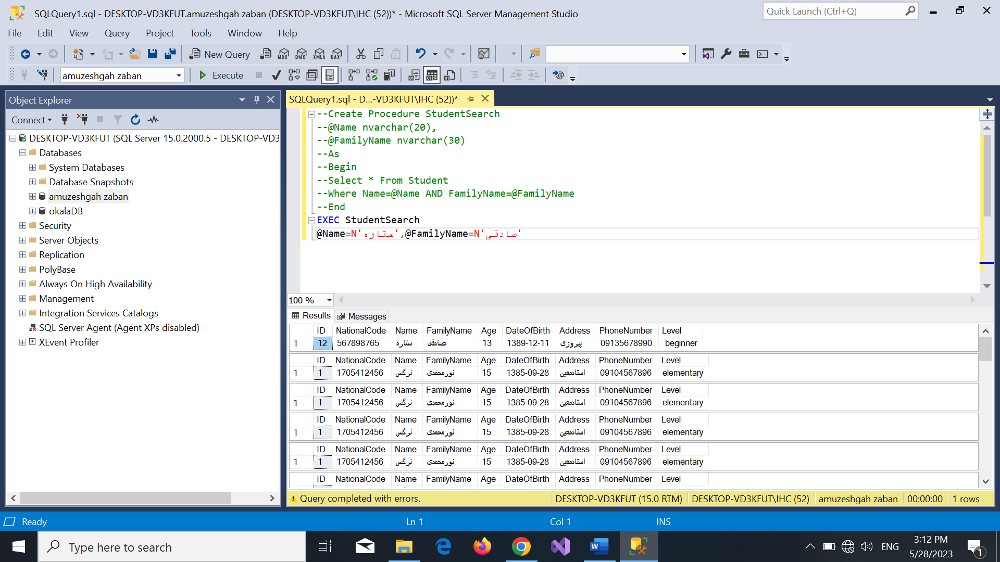 SQLQuery1.sql - DESKTOP-VD3KFUT.amuzeshgah zaban (DESKTOP-VD3KFUT\IHC (52))* - Microsoft SQL Server Management Studio
Quick Launch (Ctrl+Q)
File Edit View Query Project Tools Window Help
New Query MDX DMX XMLA DAX
amuzeshgah zaban Execute
Object Explorer
Connect
DESKTOP-VD3KFUT (SQL Server 15.0.2000.5 - DESKTOP-VD3
Databases
System Databases
Database Snapshots
amuzeshgah zaban
okalaDB
Security
Server Objects
Replication
PolyBase
Always On High Availability
Management
Integration Services Catalogs
SQL Server Agent (Agent XPs disabled)
XEvent Profiler
SQLQuery1.sql - D...-VD3KFUT\IHC (52))*
--Create Procedure StudentSearch
--@Name nvarchar(20),
--@FamilyName nvarchar(30)
--As
--Begin
--Select * From Student
--Where Name=@Name AND FamilyName=@FamilyName
--End
EXEC StudentSearch
@Name=N'ستاره',@FamilyName=N'صادقی'
100 %
Results Messages
ID NationalCode Name FamilyName Age DateOfBirth Address PhoneNumber Level
1 12 567898765 ستاره صادقی 13 1389-12-11 پیروزی 09135678990 beginner
ID NationalCode Name FamilyName Age DateOfBirth Address PhoneNumber Level
1 1 1705412456 نرگس نورمحمدی 15 1385-09-28 استادمعین 09104567896 elementary
ID NationalCode Name FamilyName Age DateOfBirth Address PhoneNumber Level
1 1 1705412456 نرگس نورمحمدی 15 1385-09-28 استادمعین 09104567896 elementary
ID NationalCode Name FamilyName Age DateOfBirth Address PhoneNumber Level
1 1 1705412456 نرگس نورمحمدی 15 1385-09-28 استادمعین 09104567896 elementary
ID NationalCode Name FamilyName Age DateOfBirth Address PhoneNumber Level
1 1 1705412456 نرگس نورمحمدی 15 1385-09-28 استادمعین 09104567896 elementary
ID NationalCode Name FamilyName Age DateOfBirth Address PhoneNumber Level
Query completed with errors. DESKTOP-VD3KFUT (15.0 RTM) DESKTOP-VD3KFUT\IHC (52) amuzeshgah zaban 00:00:00 1 rows
Ready Ln 1 Col 1 INS
Type here to search
ENG
3:12 PM
5/28/2023
1